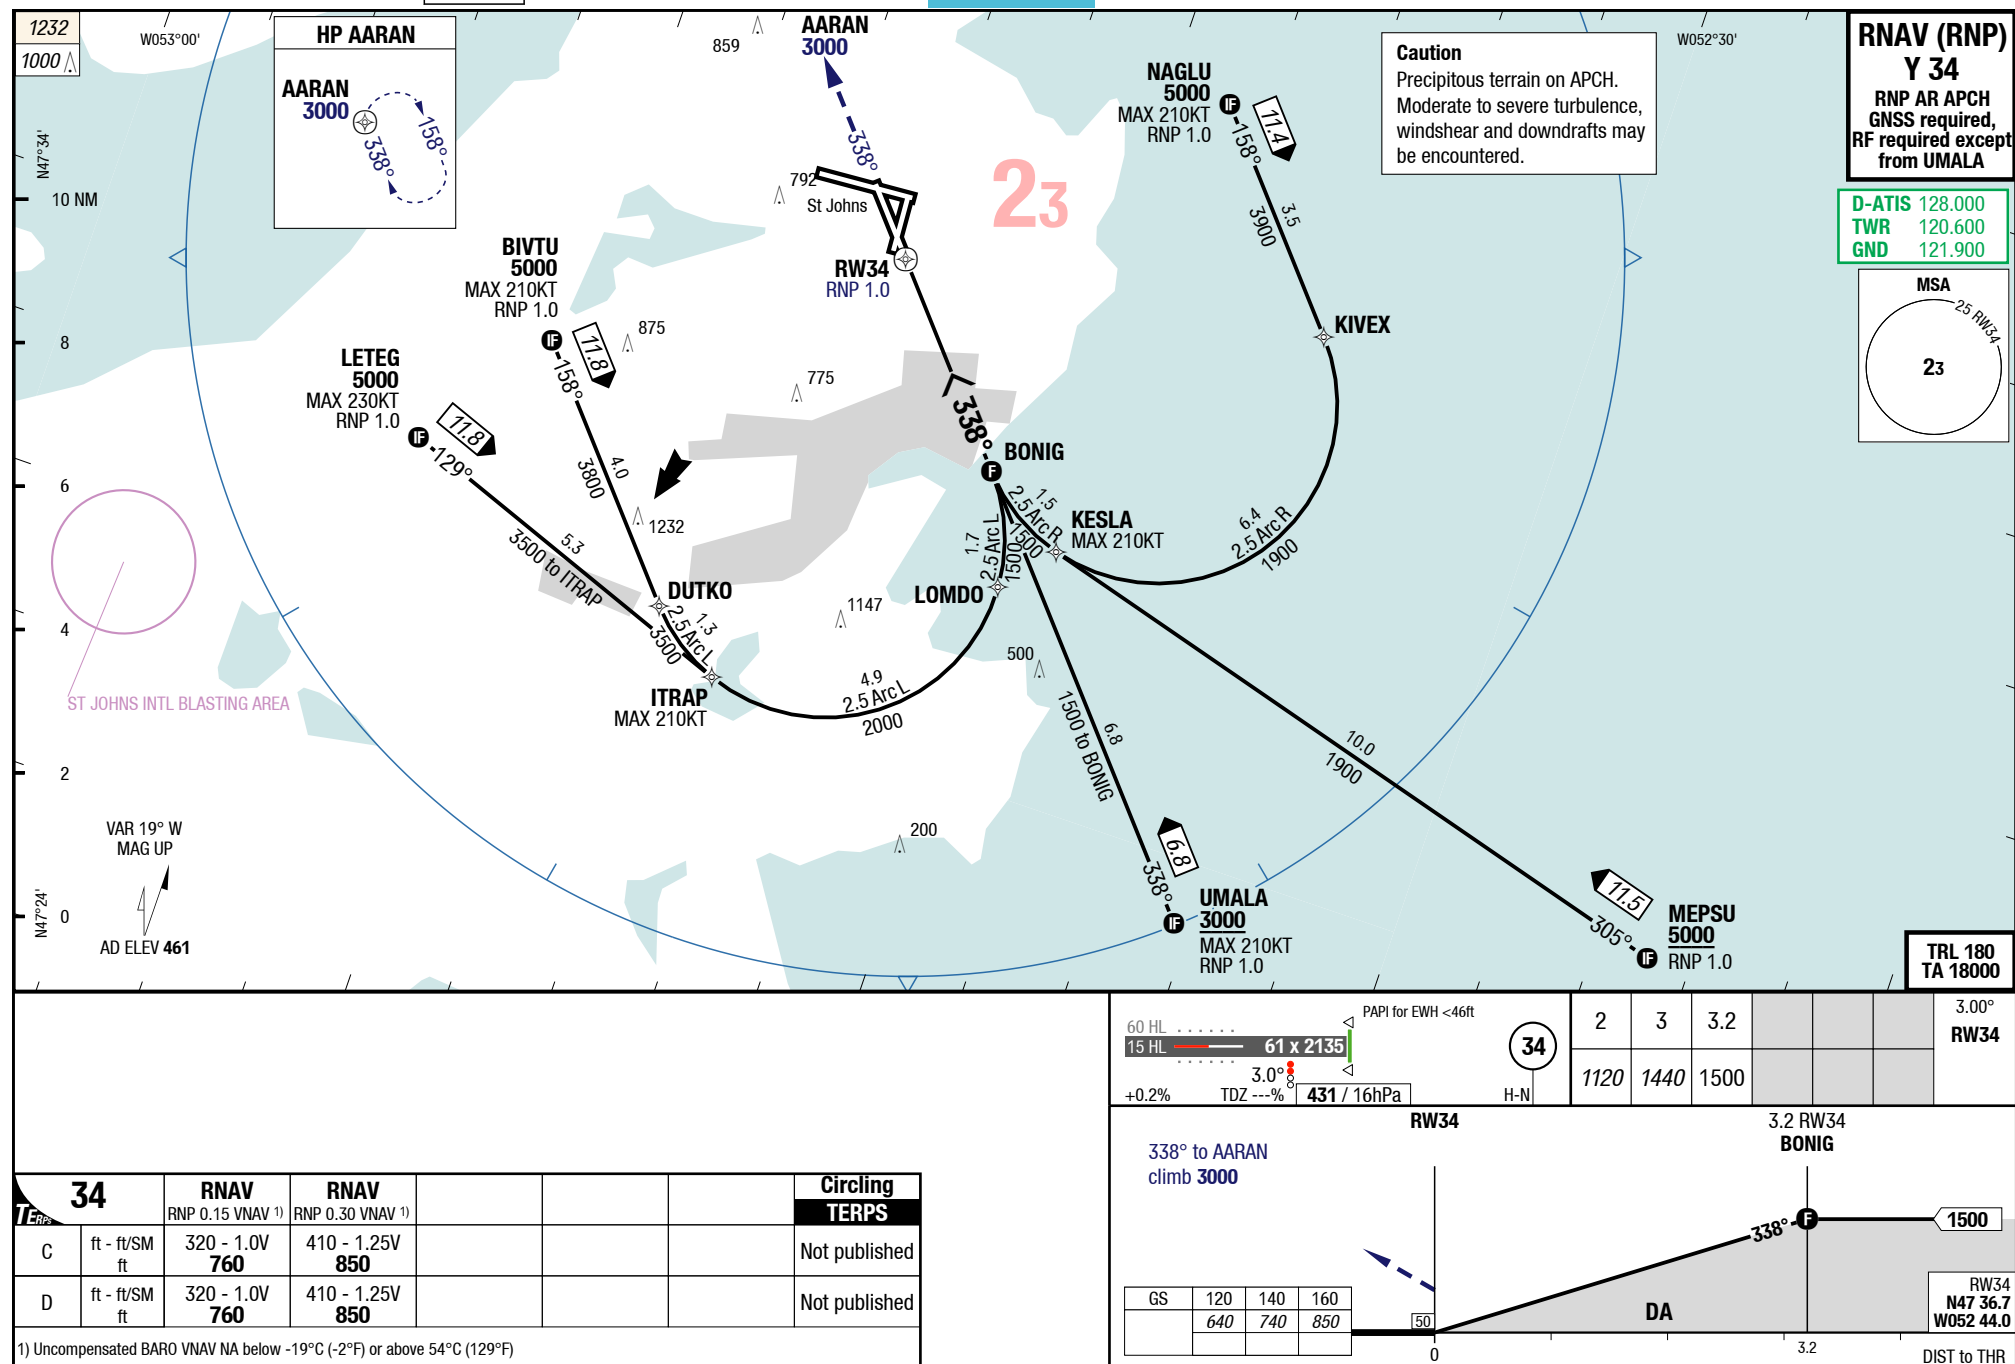 1232
1000
W053°00'
HP AARAN
AARAN
3000
338°
158°
859
AARAN
3000
338°
792
St Johns
RW34
RNP 1.0
23
NAGLU
5000
MAX 210KT
RNP 1.0
158°
11.4
3.5
3900
KIVEX
Caution
Precipitous terrain on APCH.
Moderate to severe turbulence,
windshear and downdrafts may
be encountered.
W052°30'
RNAV (RNP)
Y 34
RNP AR APCH
GNSS required,
RF required except
from UMALA
D-ATIS 128.000
TWR 120.600
GND 121.900
MSA
25 RW34
23
N47°34'
10 NM
8
6
4
2
0
N47°24'
BIVTU
5000
MAX 210KT
RNP 1.0
158°
11.8
4.0
3800
875
775
LETEG
5000
MAX 230KT
RNP 1.0
129°
11.8
5.3
3500 to ITRAP
1232
DUTKO
1.3
2.5 Arc L
3500
ITRAP
MAX 210KT
4.9
2.5 Arc L
2000
1147
LOMDO
1.7
2.5 Arc L
1500
338°
BONIG
1.5
2.5 Arc R
1500
KESLA
MAX 210KT
6.4
2.5 Arc R
1900
500
6.8
1500 to BONIG
338°
6.8
UMALA
3000
MAX 210KT
RNP 1.0
10.0
1900
305°
11.5
MEPSU
5000
RNP 1.0
200
ST JOHNS INTL BLASTING AREA
VAR 19° W
MAG UP
AD ELEV 461
IF
IF
IF
F
IF
IF
TRL 180
TA 18000
60 HL
15 HL
61 x 2135
PAPI for EWH <46ft
3.0°
+0.2%
TDZ ---%
431 / 16hPa
34
H-N
2 3 3.2
1120 1440 1500
3.00°
RW34
RW34
3.2 RW34
BONIG
338° to AARAN
climb 3000
338°
F
1500
DA
50
0
3.2
RW34
N47 36.7
W052 44.0
DIST to THR
GS 120 140 160
640 740 850
TERPS
34
RNAV
RNP 0.15 VNAV 1)
RNAV
RNP 0.30 VNAV 1)
Circling
TERPS
C
ft - ft/SM
ft
320 - 1.0V
760
410 - 1.25V
850
Not published
D
ft - ft/SM
ft
320 - 1.0V
760
410 - 1.25V
850
Not published
1) Uncompensated BARO VNAV NA below -19°C (-2°F) or above 54°C (129°F)